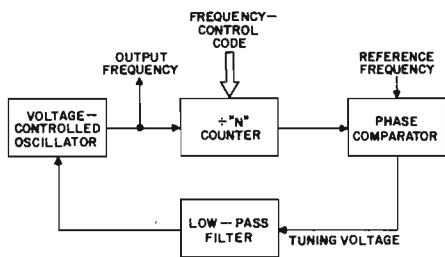 FREQUENCY—
CONTROL
CODE
OUTPUT
FREQUENCY
REFERENCE
FREQUENCY
VOLTAGE—
CONTROLLED
OSCILLATOR
÷"N"
COUNTER
PHASE
COMPARATOR
LOW—PASS
FILTER
TUNING VOLTAGE